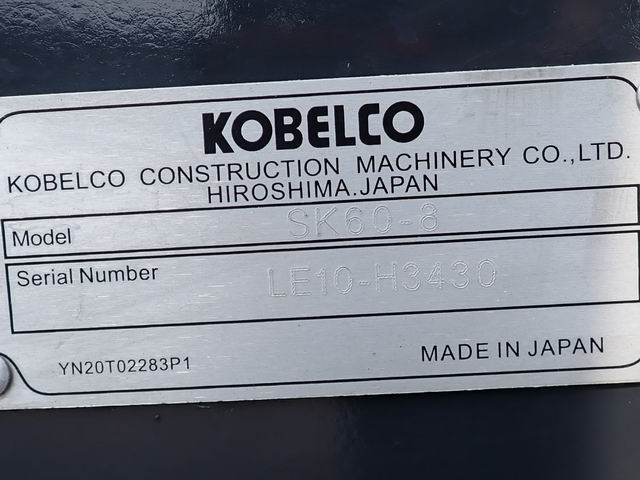 KOBELCO
KOBELCO CONSTRUCTION MACHINERY CO.,LTD.
HIROSHIMA.JAPAN
Model SK60-8
Serial Number LE10-H3430
YN20T02283P1 MADE IN JAPAN